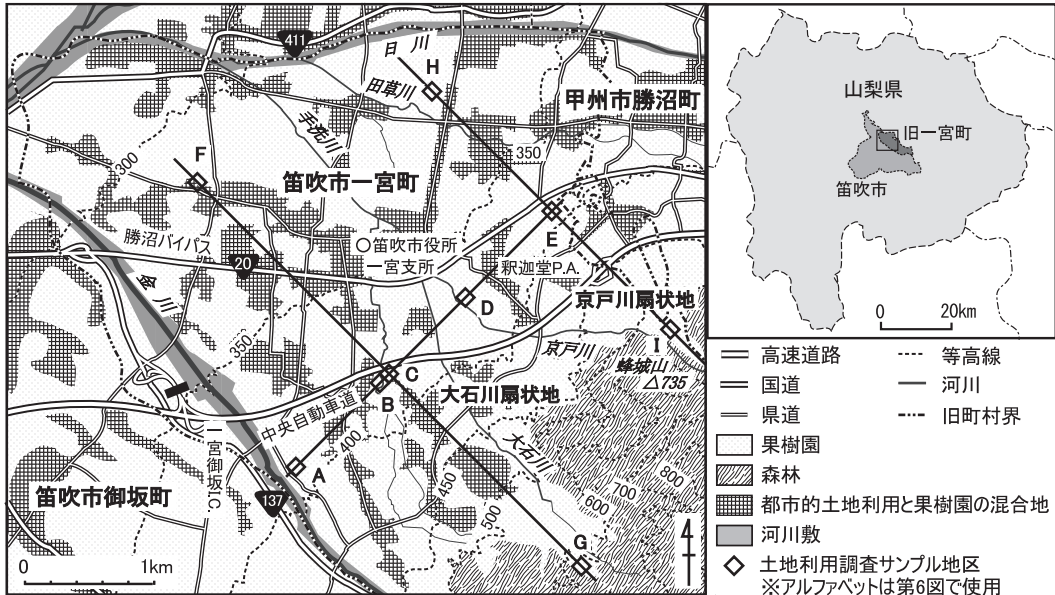 411
日川
H
田草川
甲州市勝沼町
手洗川
350
300
F
笛吹市一宮町
勝沼バイパス
○笛吹市役所
一宮支所
E
20
釈迦堂P.A.
金川
D
京戸川扇状地
350
京戸川
I
蜂城山
△735
C
大石川扇状地
B
中央自動車道
400
大石川
A
一宮御坂I.C.
450
800
700
笛吹市御坂町
137
500
600
G
4
0
1km
山梨県
旧一宮町
笛吹市
0
20km
高速道路
等高線
国道
河川
県道
旧町村界
果樹園
森林
都市的土地利用と果樹園の混合地
河川敷
土地利用調査サンプル地区
※アルファベットは第6図で使用